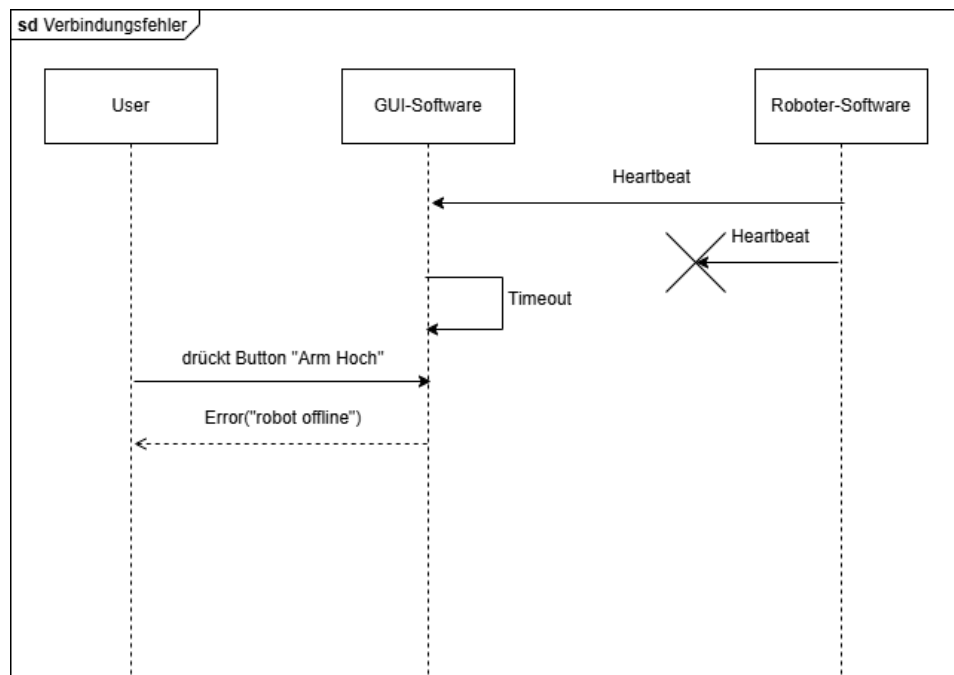 sd Verbindungsfehler
User
GUI-Software
Roboter-Software
Heartbeat
Heartbeat
Timeout
drückt Button "Arm Hoch"
Error("robot offline")